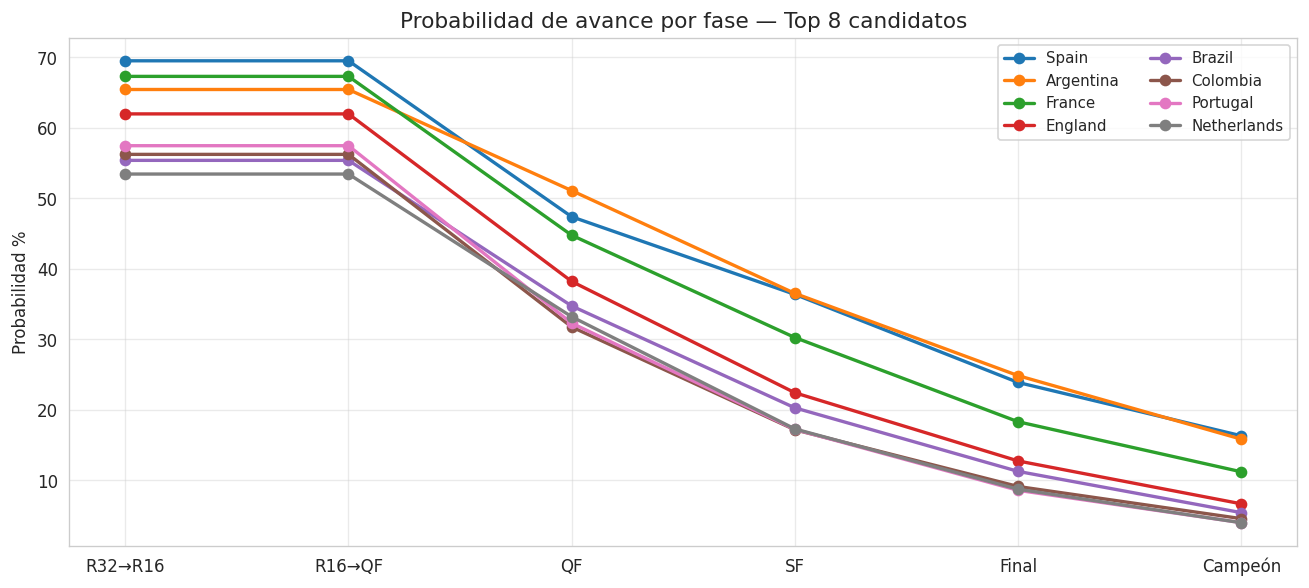 Probabilidad de avance por fase — Top 8 candidatos
Spain
Argentina
France
England
Brazil
Colombia
Portugal
Netherlands
Probabilidad %
70
60
50
40
30
20
10
R32→R16
R16→QF
QF
SF
Final
Campeón